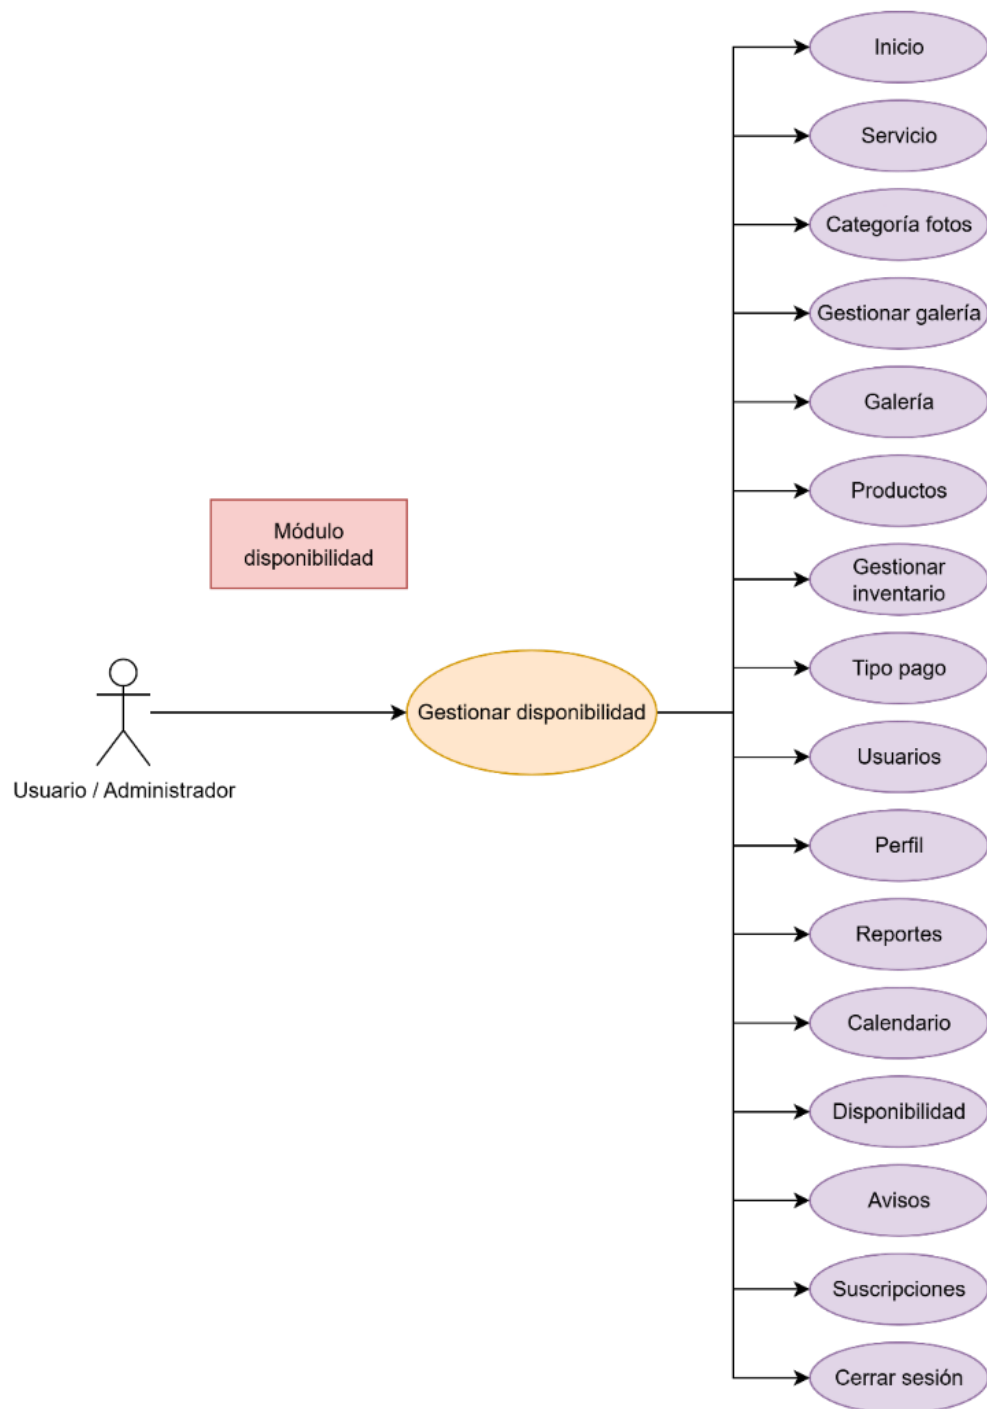 Inicio
Servicio
Categoría fotos
Gestionar galería
Galería
Productos
Módulo
disponibilidad
Gestionar
inventario
Tipo pago
Gestionar disponibilidad
Usuarios
Usuario / Administrador
Perfil
Reportes
Calendario
Disponibilidad
Avisos
Suscripciones
Cerrar sesión